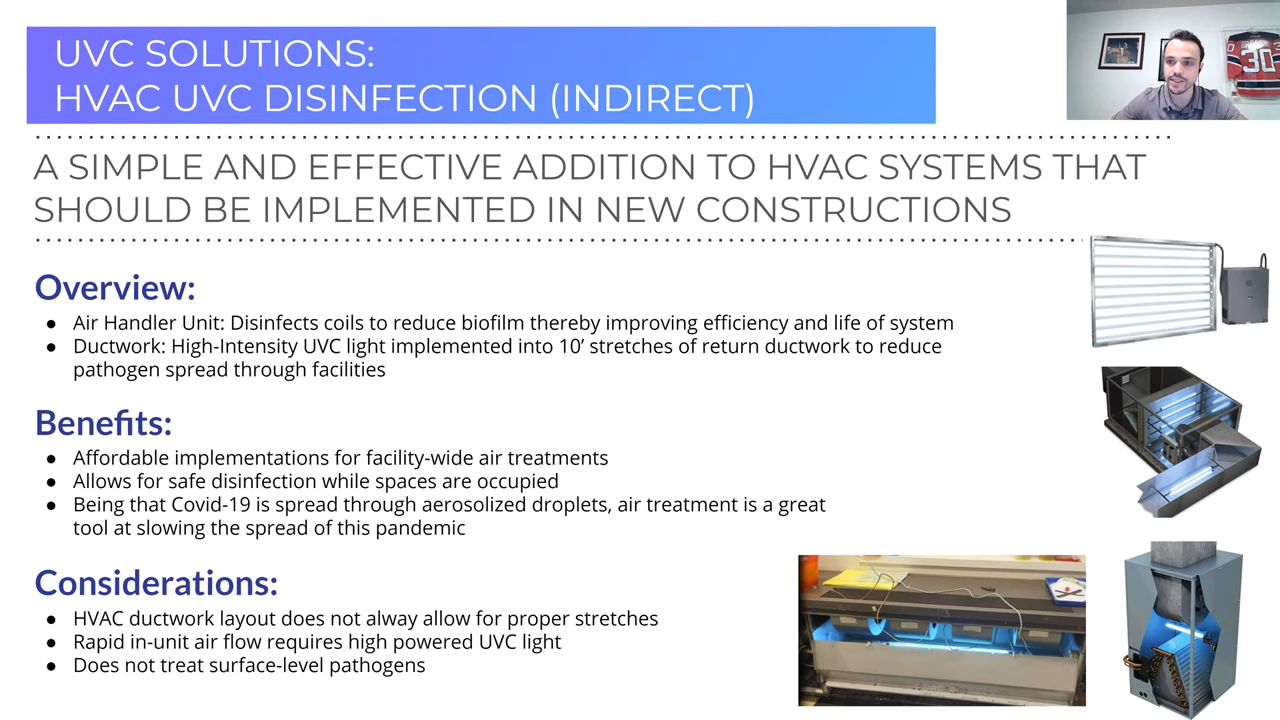 UVC SOLUTIONS:
HVAC UVC DISINFECTION (INDIRECT)
A SIMPLE AND EFFECTIVE ADDITION TO HVAC SYSTEMS THAT
SHOULD BE IMPLEMENTED IN NEW CONSTRUCTIONS
Overview:
● Air Handler Unit: Disinfects coils to reduce biofilm thereby improving efficiency and life of system
● Ductwork: High-Intensity UVC light implemented into 10’ stretches of return ductwork to reduce
pathogen spread through facilities
Benefits:
● Affordable implementations for facility-wide air treatments
● Allows for safe disinfection while spaces are occupied
● Being that Covid-19 is spread through aerosolized droplets, air treatment is a great
tool at slowing the spread of this pandemic
Considerations:
● HVAC ductwork layout does not alway allow for proper stretches
● Rapid in-unit air flow requires high powered UVC light
● Does not treat surface-level pathogens
30